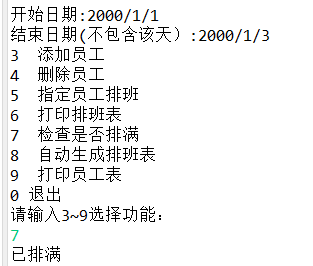 开始日期:2000/1/1
结束日期(不包含该天）:2000/1/3
3  添加员工
4  删除员工
5  指定员工排班
6  打印排班表
7  检查是否排满
8  自动生成排班表
9  打印员工表
0 退出
请输入3~9选择功能：
7
已排满